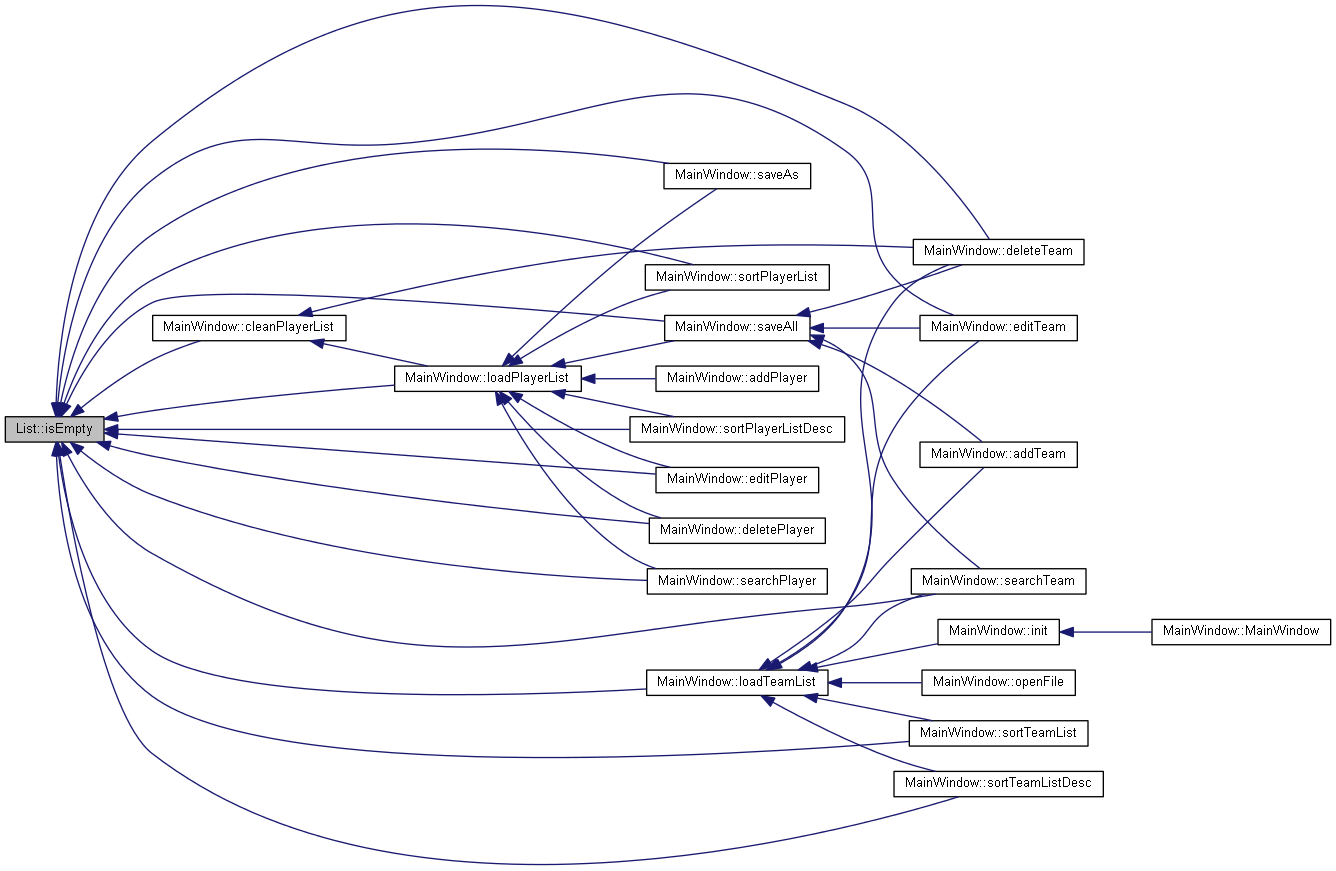 MainWindow::saveAs
MainWindow::deleteTeam
MainWindow::sortPlayerList
MainWindow::cleanPlayerList
MainWindow::saveAll
MainWindow::editTeam
MainWindow::loadPlayerList
MainWindow::addPlayer
List::isEmpty
MainWindow::sortPlayerListDesc
MainWindow::addTeam
MainWindow::editPlayer
MainWindow::deletePlayer
MainWindow::searchPlayer
MainWindow::searchTeam
MainWindow::init
MainWindow::MainWindow
MainWindow::loadTeamList
MainWindow::openFile
MainWindow::sortTeamList
MainWindow::sortTeamListDesc